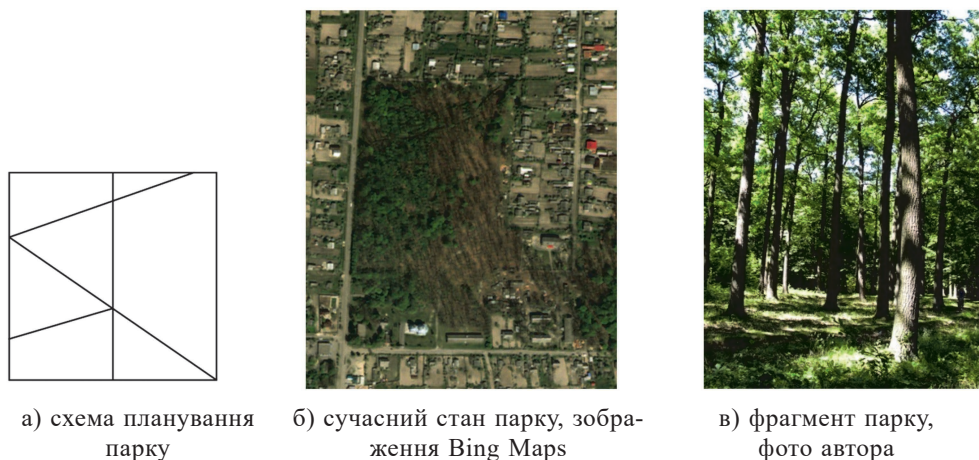 а) схема планування
парку
б) сучасний стан парку, зобра-
ження Bing Maps
в) фрагмент парку,
фото автора